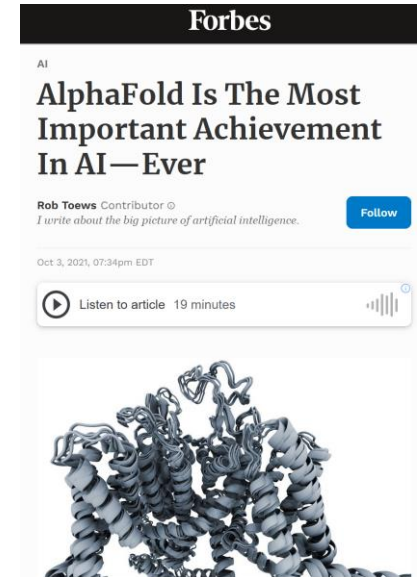 Forbes
AI
AlphaFold Is The Most
Important Achievement
In AI—Ever
Rob Toews Contributor
I write about the big picture of artificial intelligence.
Follow
Oct 3, 2021, 07:34pm EDT
Listen to article 19 minutes